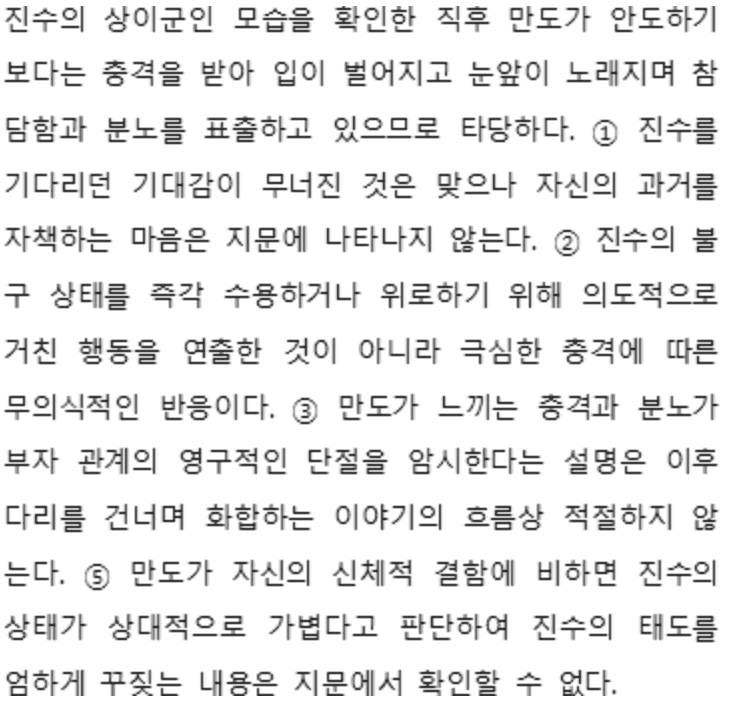 진수의 상이군인 모습을 확인한 직후 만도가 안도하기
보다는 충격을 받아 입이 벌어지고 눈앞이 노래지며 참
담함과 분노를 표출하고 있으므로 타당하다. ① 진수를
기다리던 기대감이 무너진 것은 맞으나 자신의 과거를
자책하는 마음은 지문에 나타나지 않는다. ② 진수의 불
구 상태를 즉각 수용하거나 위로하기 위해 의도적으로
거친 행동을 연출한 것이 아니라 극심한 충격에 따른
무의식적인 반응이다. ③ 만도가 느끼는 충격과 분노가
부자 관계의 영구적인 단절을 암시한다는 설명은 이후
다리를 건너며 화합하는 이야기의 흐름상 적절하지 않
는다. ⑤ 만도가 자신의 신체적 결함에 비하면 진수의
상태가 상대적으로 가볍다고 판단하여 진수의 태도를
엄하게 꾸짖는 내용은 지문에서 확인할 수 없다.